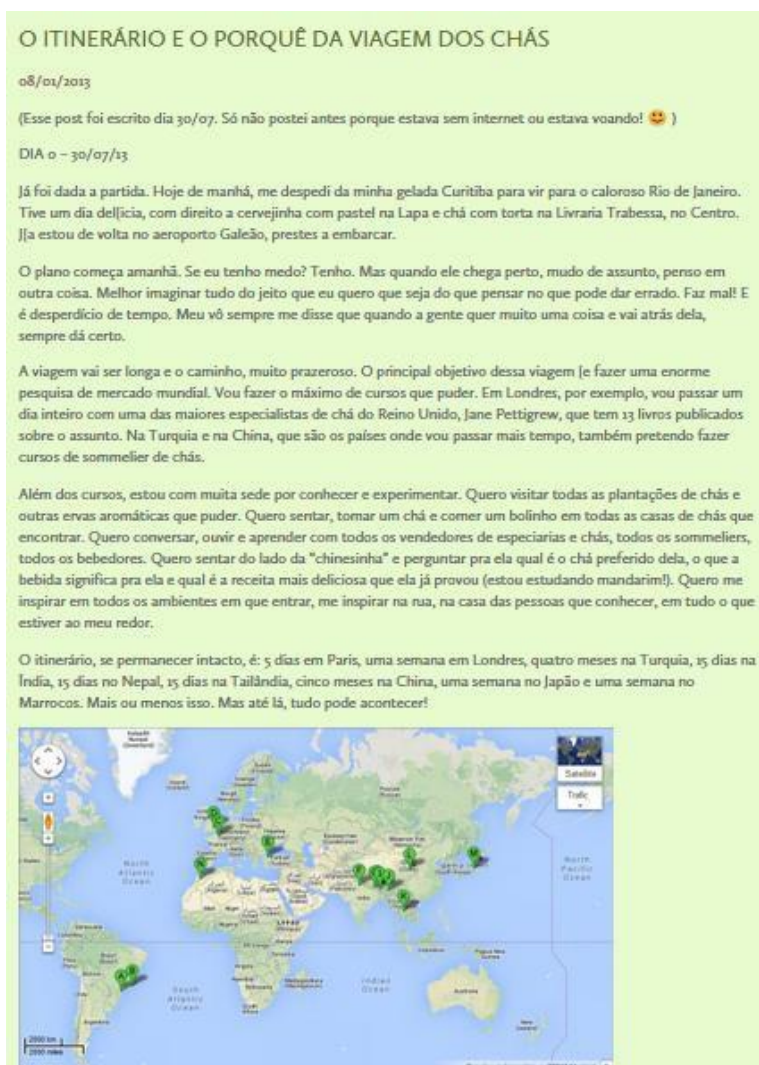 O ITINERÁRIO E O PORQUÊ DA VIAGEM DOS CHÁS
08/01/2013
(Esse post foi escrito dia 30/07. Só não postei antes porque estava sem internet ou estava voando! 😃 )
DIA 0 – 30/07/13
Já foi dada a partida. Hoje de manhã, me despedi da minha gelada Curitiba para vir para o caloroso Rio de Janeiro.
Tive um dia del[icia, com direito a cervejinha com pastel na Lapa e chá com torta na Livraria Trabessa, no Centro.
J[a estou de volta no aeroporto Galeão, prestes a embarcar.
O plano começa amanhã. Se eu tenho medo? Tenho. Mas quando ele chega perto, mudo de assunto, penso em
outra coisa. Melhor imaginar tudo do jeito que eu quero que seja do que pensar no que pode dar errado. Faz mal! E
é desperdício de tempo. Meu vô sempre me disse que quando a gente quer muito uma coisa e vai atrás dela,
sempre dá certo.
A viagem vai ser longa e o caminho, muito prazeroso. O principal objetivo dessa viagem [e fazer uma enorme
pesquisa de mercado mundial. Vou fazer o máximo de cursos que puder. Em Londres, por exemplo, vou passar um
dia inteiro com uma das maiores especialistas de chá do Reino Unido, Jane Pettigrew, que tem 13 livros publicados
sobre o assunto. Na Turquia e na China, que são os países onde vou passar mais tempo, também pretendo fazer
cursos de sommelier de chás.
Além dos cursos, estou com muita sede por conhecer e experimentar. Quero visitar todas as plantações de chás e
outras ervas aromáticas que puder. Quero sentar, tomar um chá e comer um bolinho em todas as casas de chás que
encontrar. Quero conversar, ouvir e aprender com todos os vendedores de especiarias e chás, todos os sommeliers,
todos os bebedores. Quero sentar do lado da "chinesinha" e perguntar pra ela qual é o chá preferido dela, o que a
bebida significa pra ela e qual é a receita mais deliciosa que ela já provou (estou estudando mandarim!). Quero me
inspirar em todos os ambientes em que entrar, me inspirar na rua, na casa das pessoas que conhecer, em tudo o que
estiver ao meu redor.
O itinerário, se permanecer intacto, é: 5 dias em Paris, uma semana em Londres, quatro meses na Turquia, 15 dias na
Índia, 15 dias no Nepal, 15 dias na Tailândia, cinco meses na China, uma semana no Japão e uma semana no
Marrocos. Mais ou menos isso. Mas até lá, tudo pode acontecer!
Satellite
Trafic
North
Atlantic
Ocean
North
Pacific
Ocean
South
Atlantic
Ocean
Indian
Ocean
Australia
2000 km
2000 miles